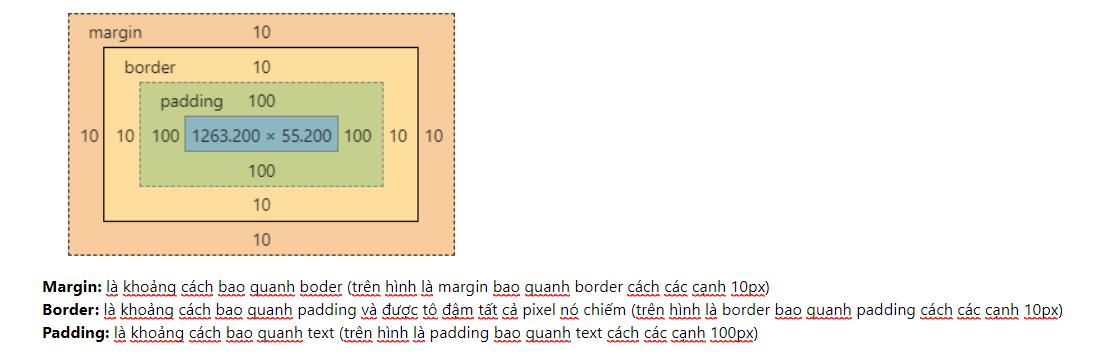 margin 10
border 10
padding 100
10 10 100 1263.200 × 55.200 100 10 10
100
10
10
Margin: là khoảng cách bao quanh boder (trên hình là margin bao quanh border cách các cạnh 10px)
Border: là khoảng cách bao quanh padding và được tô đậm tất cả pixel nó chiếm (trên hình là border bao quanh padding cách các cạnh 10px)
Padding: là khoảng cách bao quanh text (trên hình là padding bao quanh text cách các cạnh 100px)